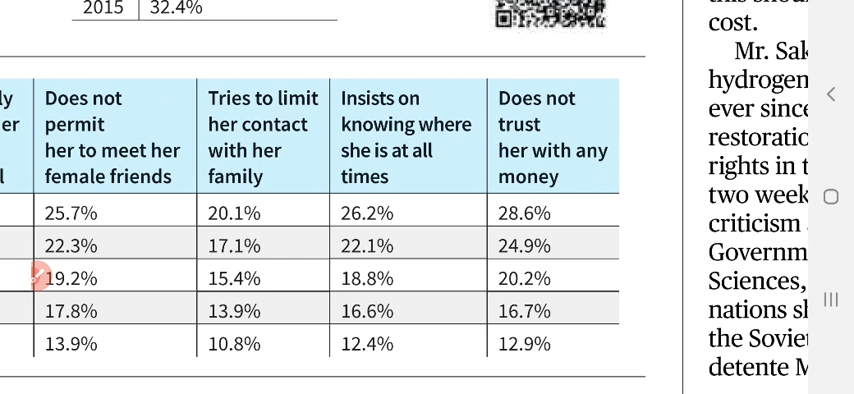 2015 32.4%
cost.
Mr. Sak
hydrogen
ever since
restoratio
rights in t
two week
criticism
Governm
Sciences,
nations sh
the Soviet
detente M
ly
er
l
Does not
permit
her to meet her
female friends
Tries to limit
her contact
with her
family
Insists on
knowing where
she is at all
times
Does not
trust
her with any
money
25.7% 20.1% 26.2% 28.6%
22.3% 17.1% 22.1% 24.9%
19.2% 15.4% 18.8% 20.2%
17.8% 13.9% 16.6% 16.7%
13.9% 10.8% 12.4% 12.9%